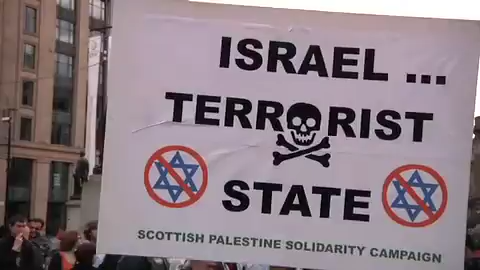 ISRAEL ...
TERRORIST
STATE
SCOTTISH PALESTINE SOLIDARITY CAMPAIGN